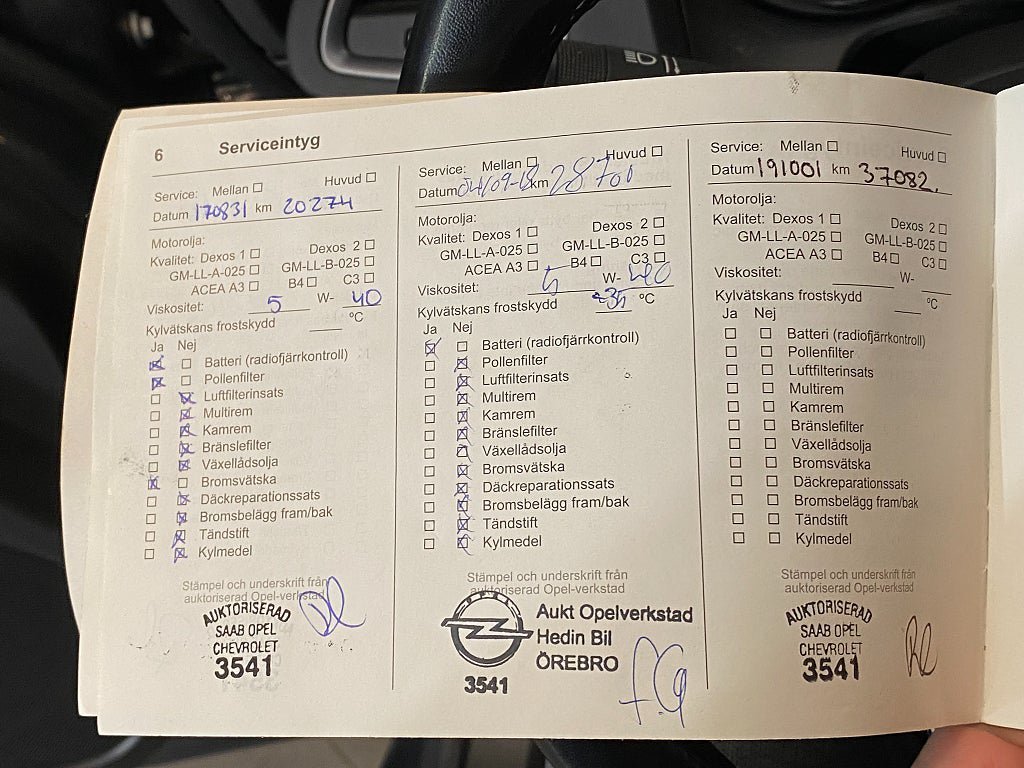 6 Serviceintyg
Service: Mellan ☐ Huvud ☐
Datum 170831 km 20274
Motorolja:
Kvalitet: Dexos 1 ☐ Dexos 2 ☐
GM-LL-A-025 ☐ GM-LL-B-025 ☐
ACEA A3 ☐ B4 ☐ C3 ☐
Viskositet: 5 W- 40
Kylvätskans frostskydd ____ °C
Ja Nej
☒ ☐ Batteri (radiofjärrkontroll)
☒ ☐ Pollenfilter
☐ ☒ Luftfilterinsats
☐ ☒ Multirem
☐ ☒ Kamrem
☐ ☒ Bränslefilter
☐ ☒ Växellådsolja
☒ ☐ Bromsvätska
☐ ☒ Däckreparationssats
☐ ☒ Bromsbelägg fram/bak
☐ ☒ Tändstift
☐ ☒ Kylmedel
Stämpel och underskrift från
auktoriserad Opel-verkstad
AUKTORISERAD
SAAB OPEL
CHEVROLET
3541
Service: Mellan ☐ Huvud ☐
Datum 04/09-18 km 28700
Motorolja:
Kvalitet: Dexos 1 ☐ Dexos 2 ☐
GM-LL-A-025 ☐ GM-LL-B-025 ☐
ACEA A3 ☐ B4 ☐ C3 ☐
Viskositet: 5 W- 40
Kylvätskans frostskydd -35 °C
Ja Nej
☒ ☐ Batteri (radiofjärrkontroll)
☐ ☒ Pollenfilter
☐ ☒ Luftfilterinsats
☐ ☒ Multirem
☐ ☒ Kamrem
☐ ☒ Bränslefilter
☐ ☒ Växellådsolja
☐ ☒ Bromsvätska
☐ ☒ Däckreparationssats
☐ ☒ Bromsbelägg fram/bak
☐ ☒ Tändstift
☐ ☒ Kylmedel
Stämpel och underskrift från
auktoriserad Opel-verkstad
Aukt Opelverkstad
Hedin Bil
ÖREBRO
3541
Service: Mellan ☐ Huvud ☐
Datum 191001 km 37082.
Motorolja:
Kvalitet: Dexos 1 ☐ Dexos 2 ☐
GM-LL-A-025 ☐ GM-LL-B-025 ☐
ACEA A3 ☐ B4 ☐ C3 ☐
Viskositet: ____ W- ____
Kylvätskans frostskydd ____ °C
Ja Nej
☐ ☐ Batteri (radiofjärrkontroll)
☐ ☐ Pollenfilter
☐ ☐ Luftfilterinsats
☐ ☐ Multirem
☐ ☐ Kamrem
☐ ☐ Bränslefilter
☐ ☐ Växellådsolja
☐ ☐ Bromsvätska
☐ ☐ Däckreparationssats
☐ ☐ Bromsbelägg fram/bak
☐ ☐ Tändstift
☐ ☐ Kylmedel
Stämpel och underskrift från
auktoriserad Opel-verkstad
AUKTORISERAD
SAAB OPEL
CHEVROLET
3541